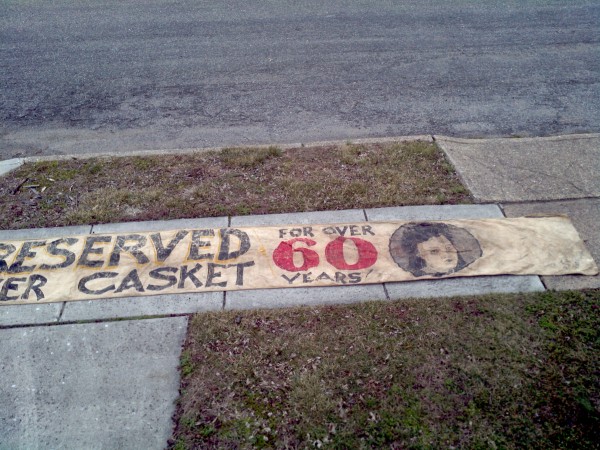 RESERVED
ER CASKET
FOR OVER
60
YEARS!